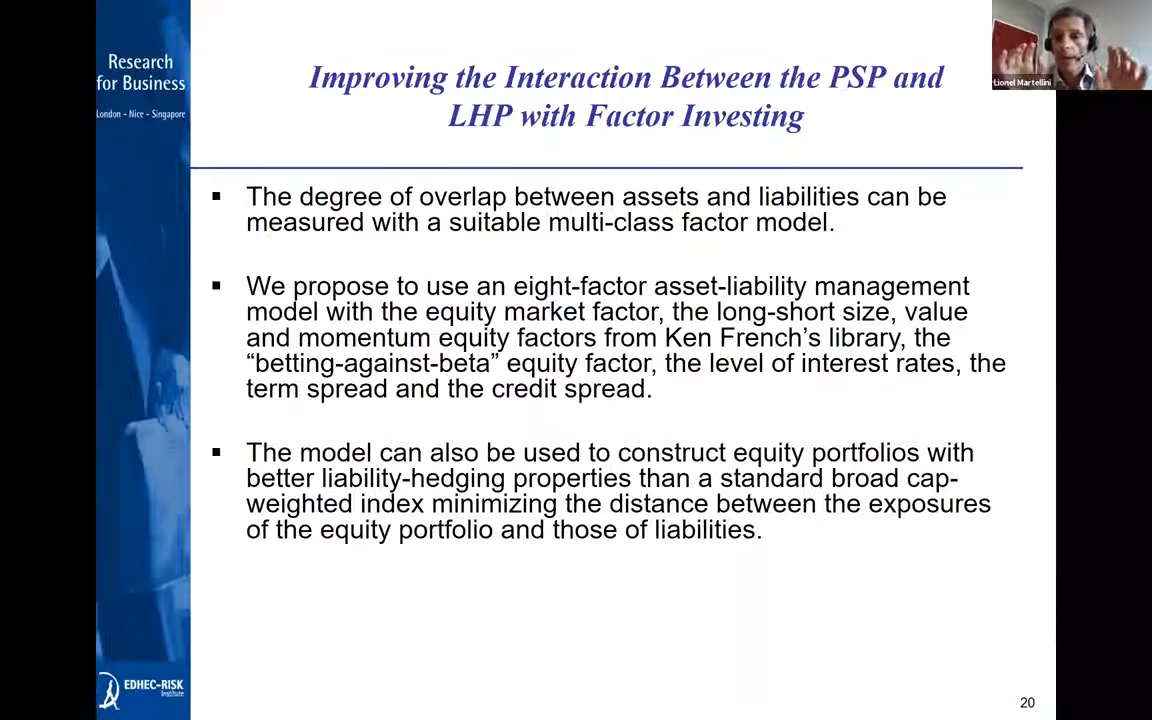 Research
for Business
London - Nice - Singapore
Improving the Interaction Between the PSP and
LHP with Factor Investing
Lionel Martellini
▪ The degree of overlap between assets and liabilities can be
measured with a suitable multi-class factor model.
▪ We propose to use an eight-factor asset-liability management
model with the equity market factor, the long-short size, value
and momentum equity factors from Ken French’s library, the
“betting-against-beta” equity factor, the level of interest rates, the
term spread and the credit spread.
▪ The model can also be used to construct equity portfolios with
better liability-hedging properties than a standard broad cap-
weighted index minimizing the distance between the exposures
of the equity portfolio and those of liabilities.
EDHEC-RISK
Institute
20